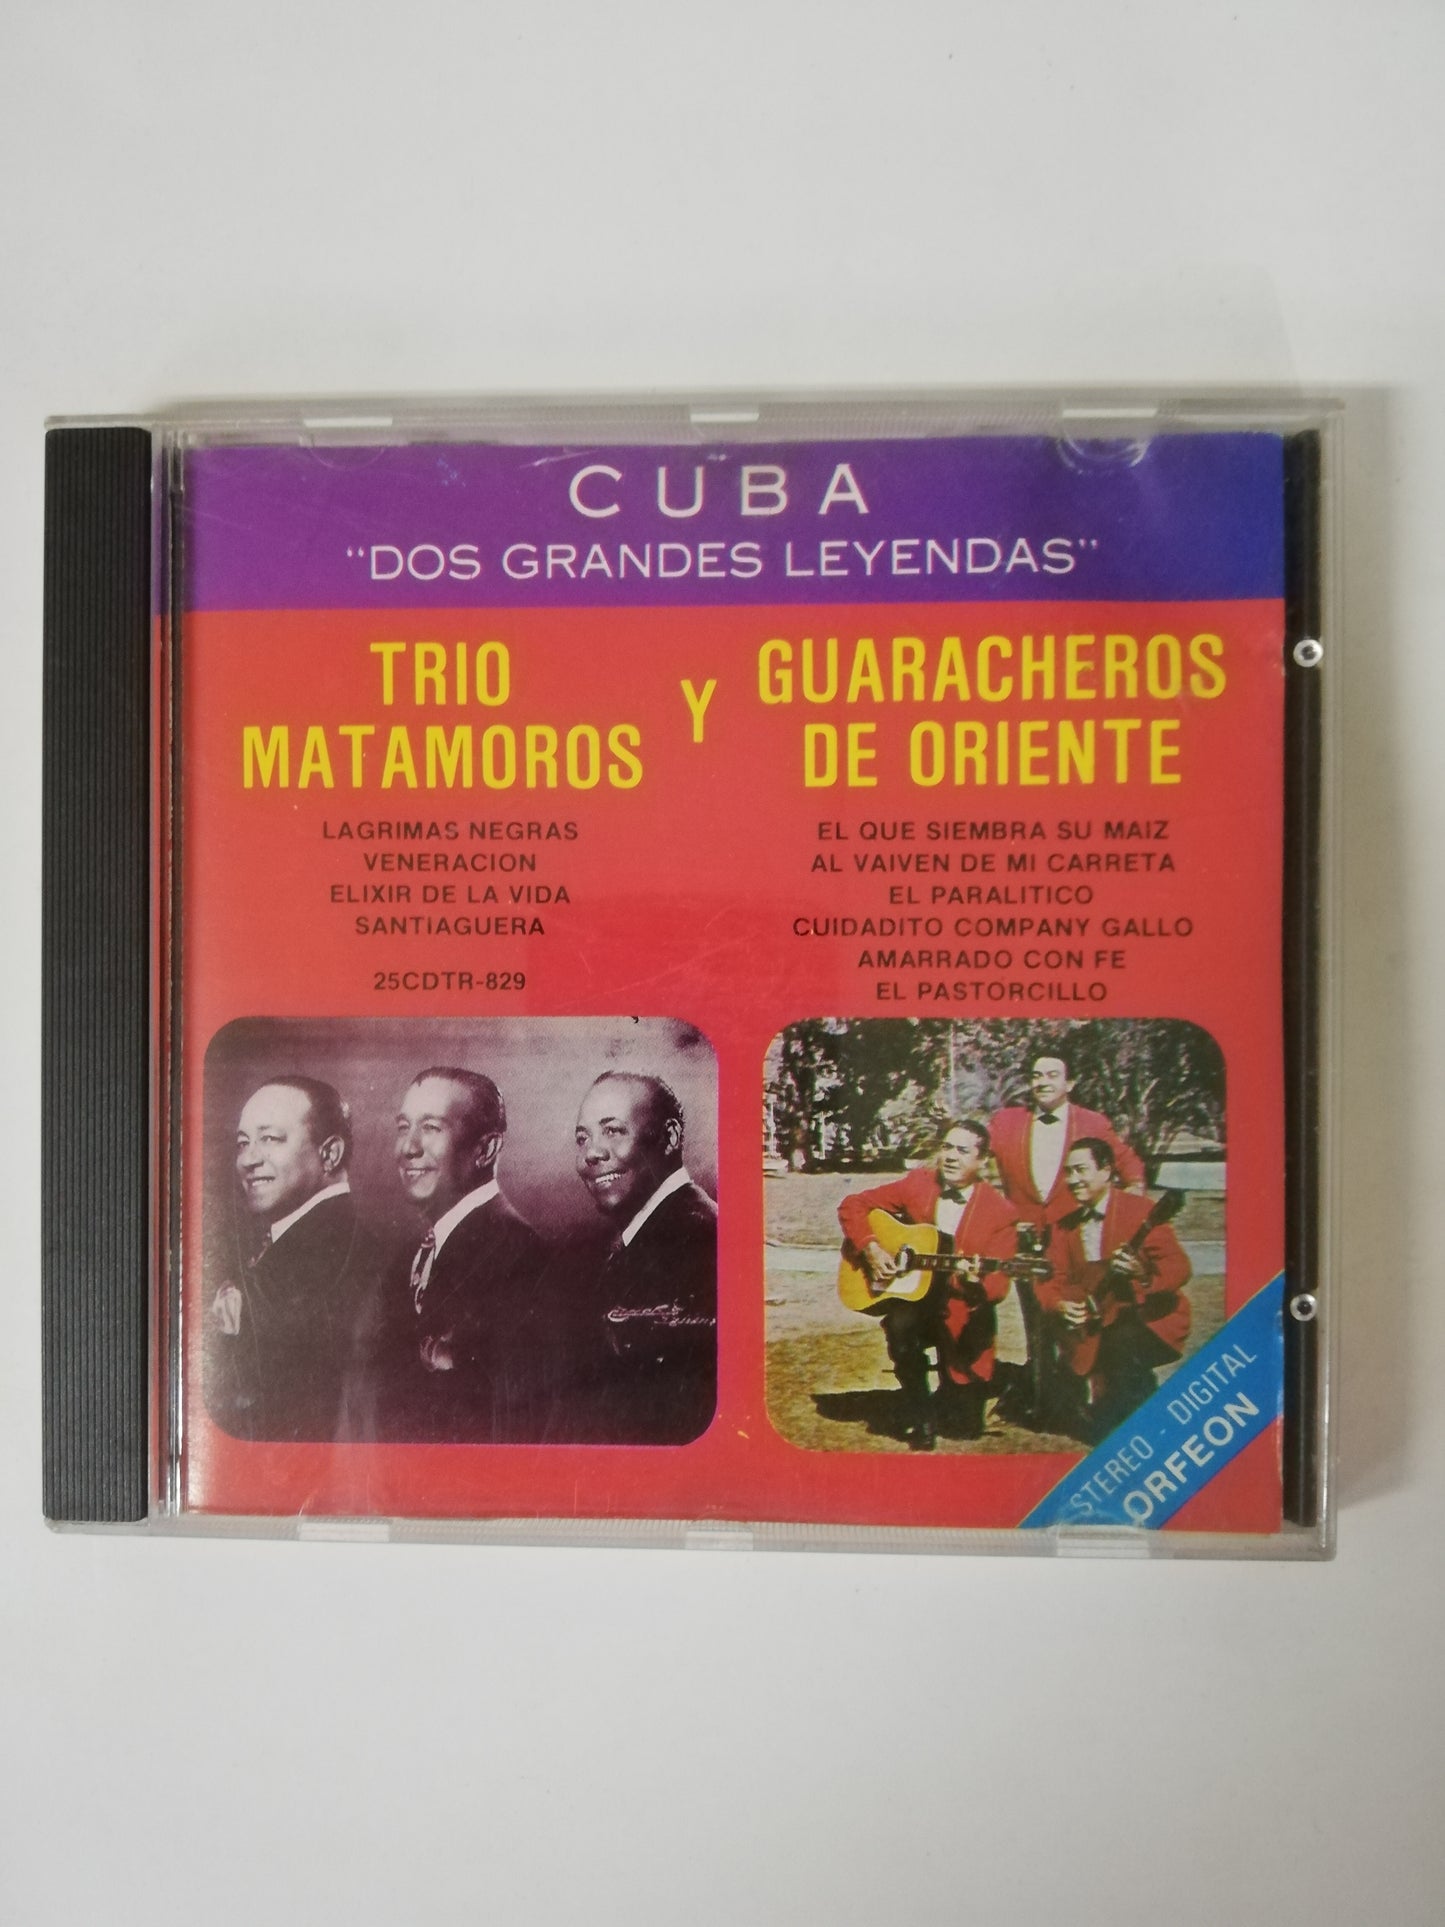 CUBA
“DOS GRANDES LEYENDAS”
TRIO
MATAMOROS
Y
GUARACHEROS
DE ORIENTE
LAGRIMAS NEGRAS
VENERACION
ELIXIR DE LA VIDA
SANTIAGUERA
25CDTR-829
EL QUE SIEMBRA SU MAIZ
AL VAIVEN DE MI CARRETA
EL PARALITICO
CUIDADITO COMPANY GALLO
AMARRADO CON FE
EL PASTORCILLO
STEREO - DIGITAL
ORFEON